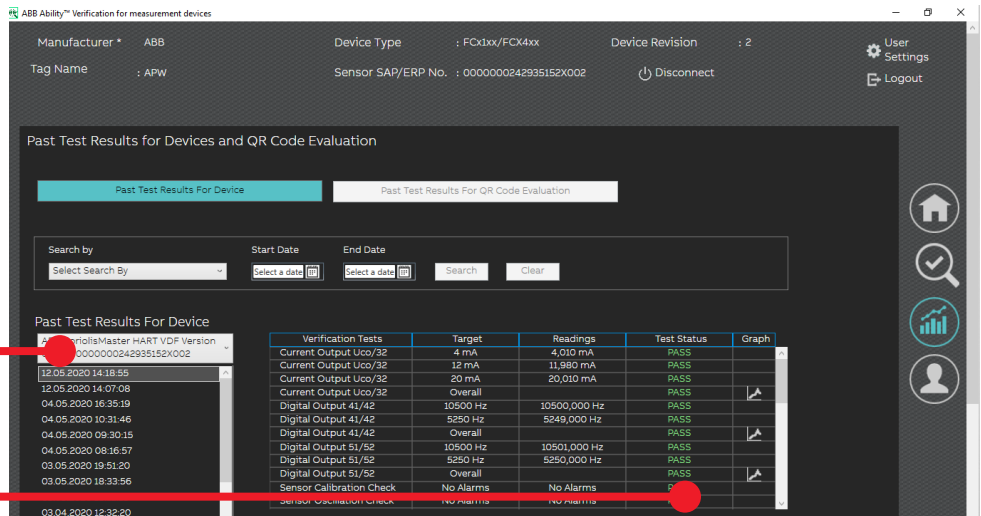 ABB Ability™ Verification for measurement devices
Manufacturer * ABB Device Type : FCx1xx/FCX4xx Device Revision : 2
User Settings
Tag Name : APW Sensor SAP/ERP No. : 0000000242935152X002 Disconnect
Logout
Past Test Results for Devices and QR Code Evaluation
Past Test Results For Device Past Test Results For QR Code Evaluation
Search by Start Date End Date
Select Search By Select a date Select a date Search Clear
Past Test Results For Device
HART VDF Version
0000000242935152X002
12.05.2020 14:18:55
12.05.2020 14:07:08
04.05.2020 16:35:19
04.05.2020 10:31:46
04.05.2020 09:30:15
04.05.2020 08:16:57
03.05.2020 19:51:20
03.05.2020 18:33:56
03.04.2020 12:32:20
Verification Tests Target Readings Test Status Graph
Current Output Uco/32 4 mA 4,010 mA PASS
Current Output Uco/32 12 mA 11,980 mA PASS
Current Output Uco/32 20 mA 20,010 mA PASS
Current Output Uco/32 Overall PASS
Digital Output 41/42 10500 Hz 10500,000 Hz PASS
Digital Output 41/42 5250 Hz 5249,000 Hz PASS
Digital Output 41/42 Overall PASS
Digital Output 51/52 10500 Hz 10501,000 Hz PASS
Digital Output 51/52 5250 Hz 5250,000 Hz PASS
Digital Output 51/52 Overall PASS
Sensor Calibration Check No Alarms No Alarms
Sensor Oscillation Check No Alarms No Alarms